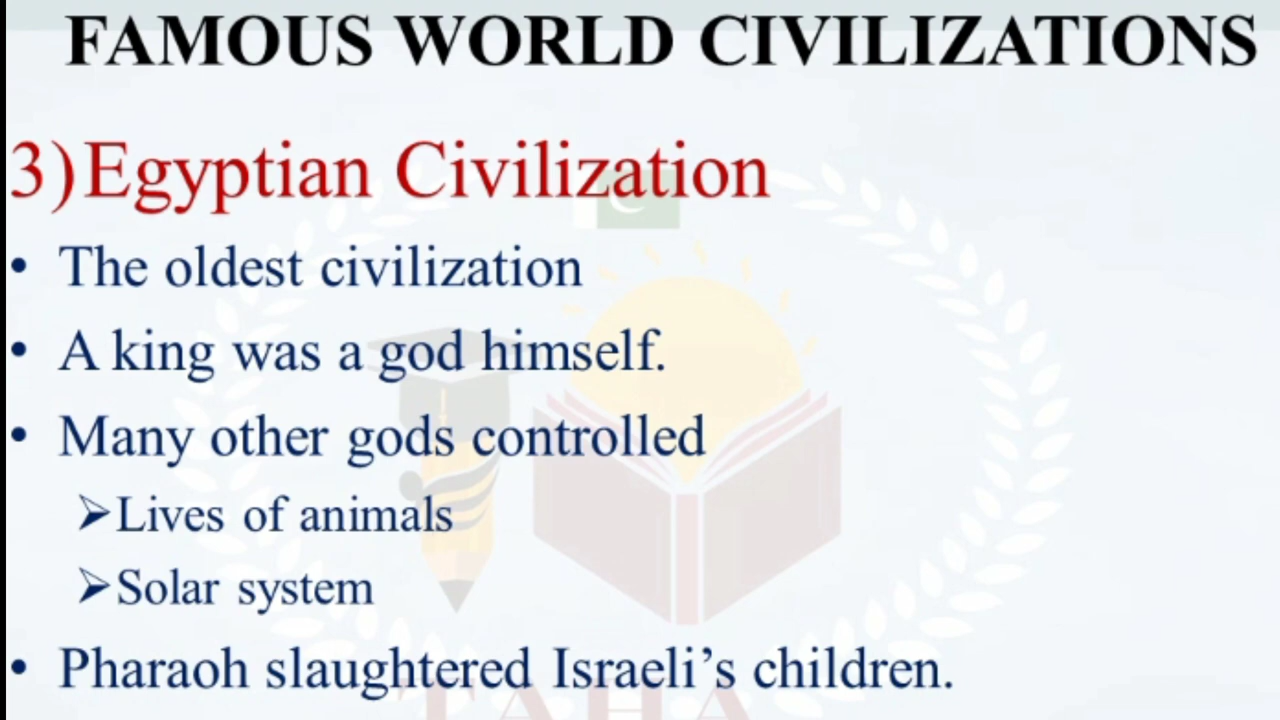 FAMOUS WORLD CIVILIZATIONS
3) Egyptian Civilization
• The oldest civilization
• A king was a god himself.
• Many other gods controlled
➢Lives of animals
➢Solar system
• Pharaoh slaughtered Israeli’s children.
TAHA